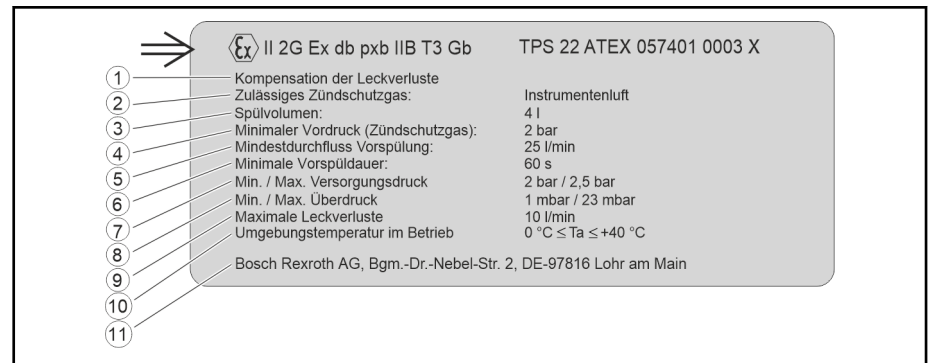 Ex II 2G Ex db pxb IIB T3 Gb TPS 22 ATEX 057401 0003 X
1 Kompensation der Leckverluste
2 Zulässiges Zündschutzgas: Instrumentenluft
3 Spülvolumen: 4 l
4 Minimaler Vordruck (Zündschutzgas): 2 bar
5 Mindestdurchfluss Vorspülung: 25 l/min
6 Minimale Vorspüldauer: 60 s
7 Min. / Max. Versorgungsdruck 2 bar / 2,5 bar
8 Min. / Max. Überdruck 1 mbar / 23 mbar
9 Maximale Leckverluste 10 l/min
10 Umgebungstemperatur im Betrieb 0 °C ≤ Ta ≤ +40 °C
11 Bosch Rexroth AG, Bgm.-Dr.-Nebel-Str. 2, DE-97816 Lohr am Main